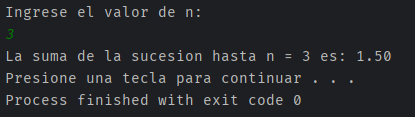 Ingrese el valor de n:
3
La suma de la sucesion hasta n = 3 es: 1.50
Presione una tecla para continuar . . .
Process finished with exit code 0